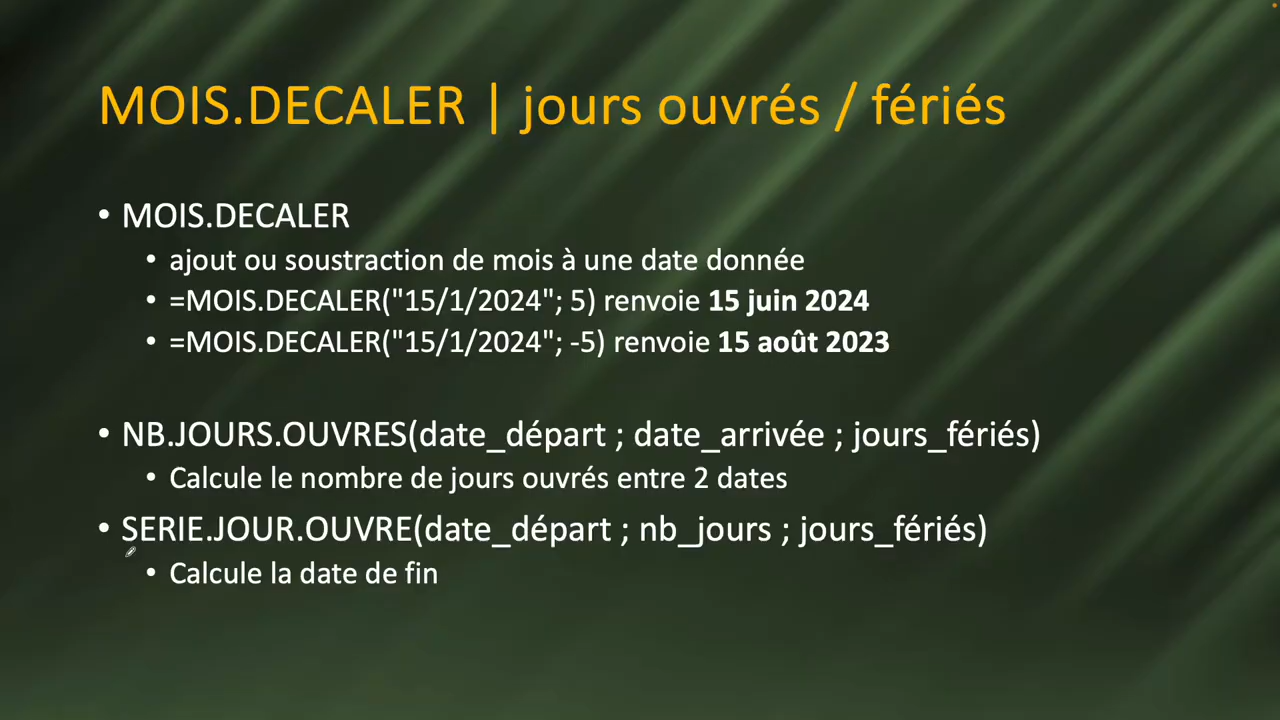 MOIS.DECALER | jours ouvrés / fériés
• MOIS.DECALER
• ajout ou soustraction de mois à une date donnée
• =MOIS.DECALER("15/1/2024"; 5) renvoie 15 juin 2024
• =MOIS.DECALER("15/1/2024"; -5) renvoie 15 août 2023
• NB.JOURS.OUVRES(date_départ ; date_arrivée ; jours_fériés)
• Calcule le nombre de jours ouvrés entre 2 dates
• SERIE.JOUR.OUVRE(date_départ ; nb_jours ; jours_fériés)
• Calcule la date de fin